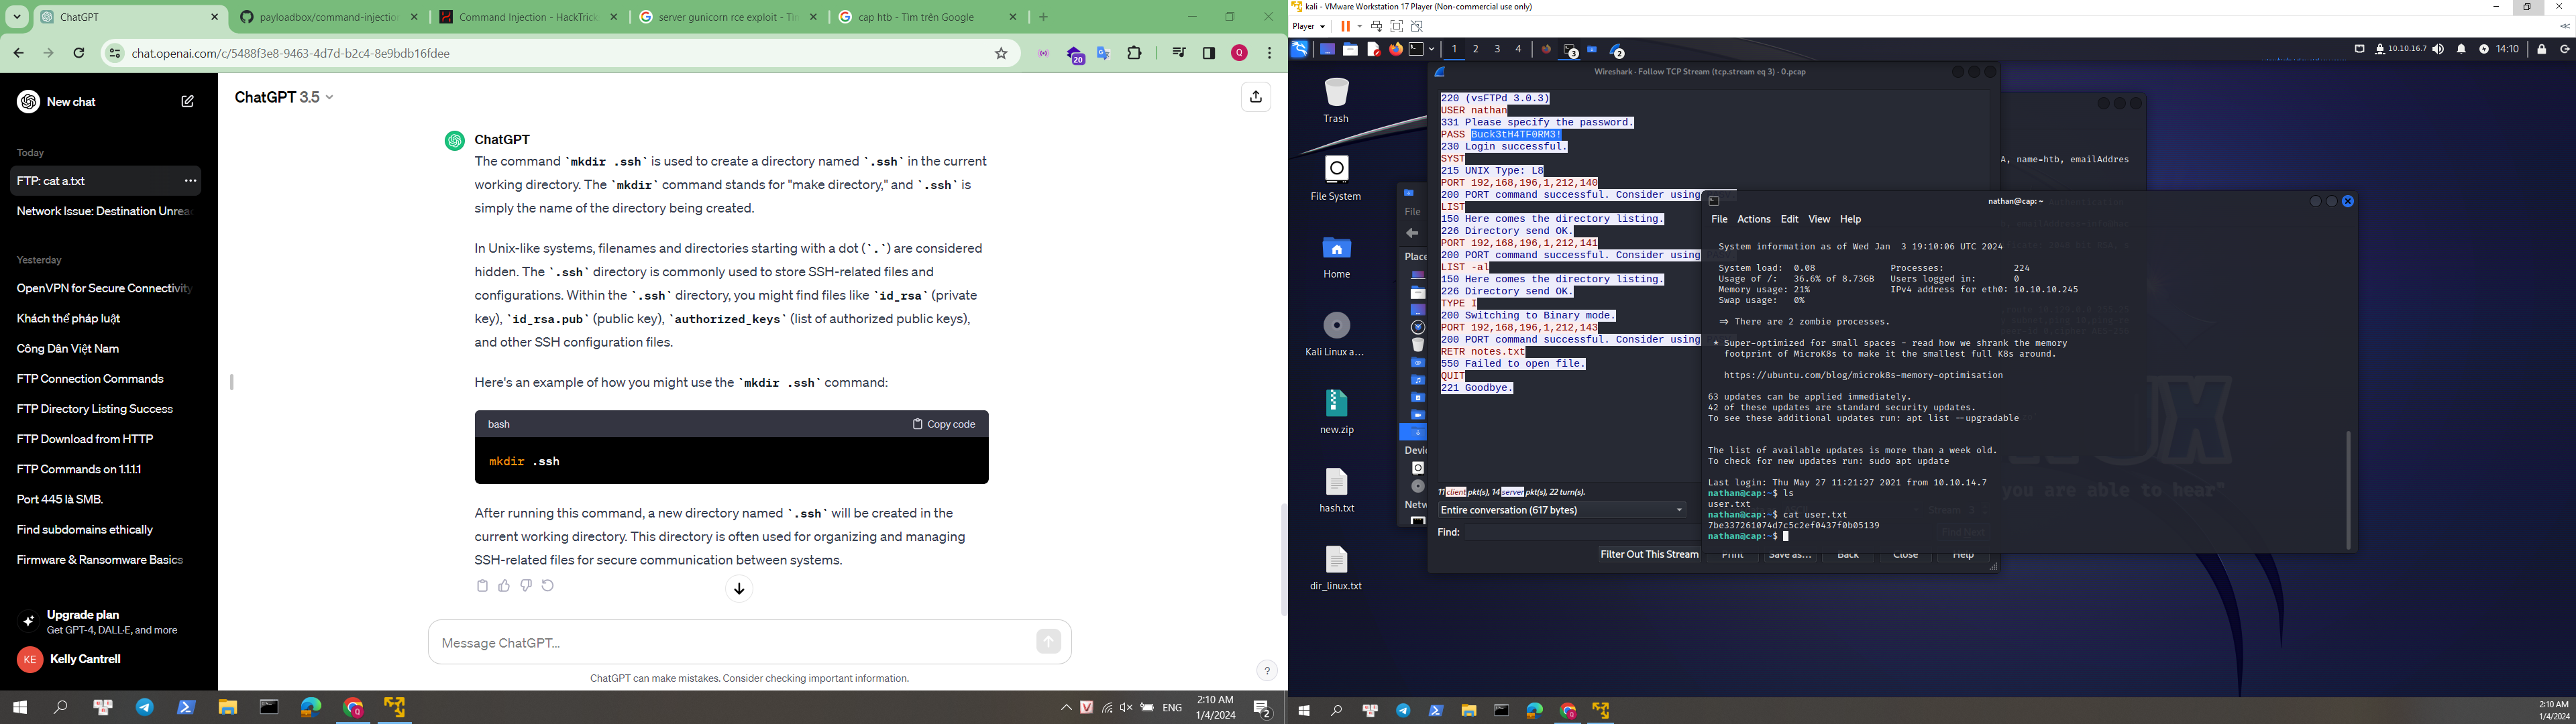 ChatGPT
payloadbox/command-injection
Command Injection - HackTrick
server gunicorn rce exploit - Tìm
cap htb - Tìm trên Google
chat.openai.com/c/5488f3e8-9463-4d7d-b2c4-8e9bdb16fdee
20
Q
New chat
Today
FTP: cat a.txt
Network Issue: Destination Unrea
Yesterday
OpenVPN for Secure Connectivity
Khách thể pháp luật
Công Dân Việt Nam
FTP Connection Commands
FTP Directory Listing Success
FTP Download from HTTP
FTP Commands on 1.1.1.1
Port 445 là SMB.
Find subdomains ethically
Firmware & Ransomware Basics
Upgrade plan
Get GPT-4, DALL·E, and more
KE
Kelly Cantrell
ChatGPT 3.5
ChatGPT
The command `mkdir .ssh` is used to create a directory named `.ssh` in the current
working directory. The `mkdir` command stands for "make directory," and `.ssh` is
simply the name of the directory being created.
In Unix-like systems, filenames and directories starting with a dot (`.`) are considered
hidden. The `.ssh` directory is commonly used to store SSH-related files and
configurations. Within the `.ssh` directory, you might find files like `id_rsa` (private
key), `id_rsa.pub` (public key), `authorized_keys` (list of authorized public keys),
and other SSH configuration files.
Here's an example of how you might use the `mkdir .ssh` command:
bash
Copy code
mkdir .ssh
After running this command, a new directory named `.ssh` will be created in the
current working directory. This directory is often used for organizing and managing
SSH-related files for secure communication between systems.
Message ChatGPT...
ChatGPT can make mistakes. Consider checking important information.
?
ENG
2:10 AM
1/4/2024
2
kali - VMware Workstation 17 Player (Non-commercial use only)
Player
1 2 3 4
3
2
10.10.16.7
14:10
Trash
File System
Home
Kali Linux a...
new.zip
hash.txt
dir_linux.txt
File
Place
Devi
Netw
Wireshark - Follow TCP Stream (tcp.stream eq 3) - 0.pcap
220 (vsFTPd 3.0.3)
USER nathan
331 Please specify the password.
PASS Buck3tH4TF0RM3!
230 Login successful.
SYST
215 UNIX Type: L8
PORT 192,168,196,1,212,140
200 PORT command successful. Consider using
LIST
150 Here comes the directory listing.
226 Directory send OK.
PORT 192,168,196,1,212,141
200 PORT command successful. Consider using
LIST -al
150 Here comes the directory listing.
226 Directory send OK.
TYPE I
200 Switching to Binary mode.
PORT 192,168,196,1,212,143
200 PORT command successful. Consider using
RETR notes.txt
550 Failed to open file.
QUIT
221 Goodbye.
11 client pkt(s), 14 server pkt(s), 22 turn(s).
Entire conversation (617 bytes)
Find:
Filter Out This Stream
Print
Save as...
Back
Close
Help
A, name=htb, emailAddres
nathan@cap: ~
File Actions Edit View Help
System information as of Wed Jan  3 19:10:06 UTC 2024
System load:  0.08 Processes: 224
Usage of /:   36.6% of 8.73GB Users logged in: 0
Memory usage: 21% IPv4 address for eth0: 10.10.10.245
Swap usage:   0%
=> There are 2 zombie processes.
* Super-optimized for small spaces - read how we shrank the memory
footprint of MicroK8s to make it the smallest full K8s around.
https://ubuntu.com/blog/microk8s-memory-optimisation
63 updates can be applied immediately.
42 of these updates are standard security updates.
To see these additional updates run: apt list --upgradable
The list of available updates is more than a week old.
To check for new updates run: sudo apt update
Last login: Thu May 27 11:21:27 2021 from 10.10.14.7
nathan@cap:~$ ls
user.txt
nathan@cap:~$ cat user.txt
7be337261074d7c5c2ef0437f0b05139
nathan@cap:~$
you are able to hear"
2:10 AM
1/4/2024